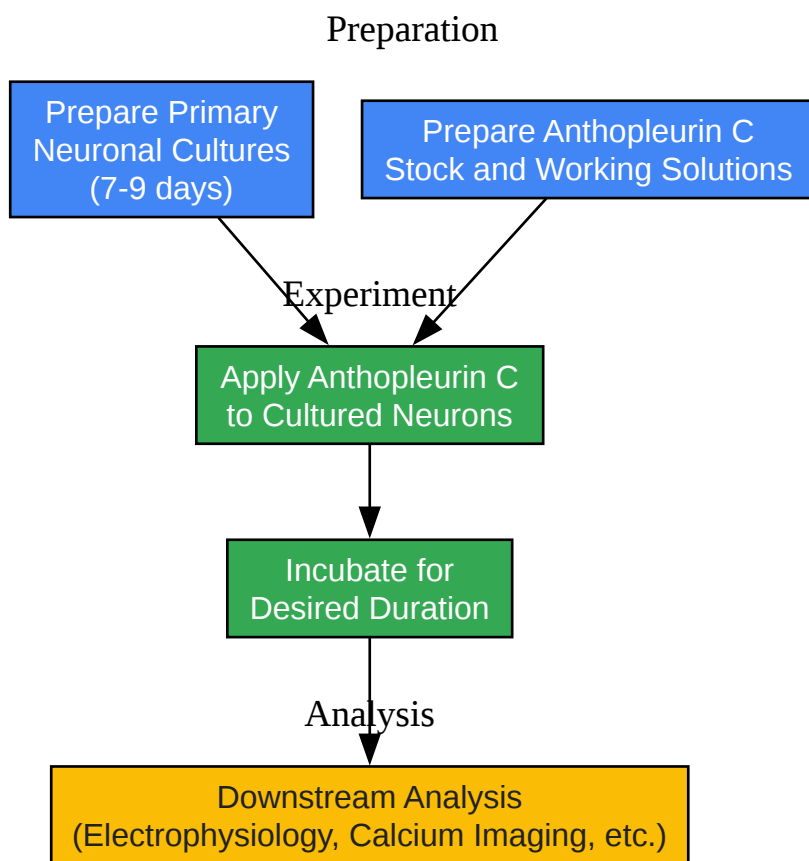 Preparation
Prepare Primary
Neuronal Cultures
(7-9 days)
Prepare Anthopleurin C
Stock and Working Solutions
Experiment
Apply Anthopleurin C
to Cultured Neurons
Incubate for
Desired Duration
Analysis
Downstream Analysis
(Electrophysiology, Calcium Imaging, etc.)